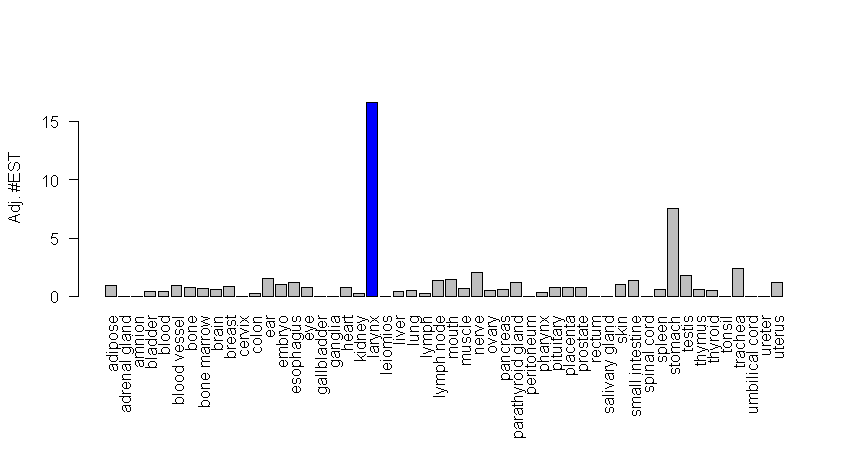 Adj. #EST
15
10
5
0
adipose
adrenal gland
amnion
bladder
blood
blood vessel
bone
bone marrow
brain
breast
cervix
colon
ear
embryo
esophagus
eye
gallbladder
ganglia
heart
kidney
larynx
leiomios
liver
lung
lymph
lymph node
mouth
muscle
nerve
ovary
pancreas
parathyroid gland
peritoneum
pharynx
pituitary
placenta
prostate
rectum
salivary gland
skin
small intestine
spinal cord
spleen
stomach
testis
thymus
thyroid
tonsil
trachea
umbilical cord
ureter
uterus